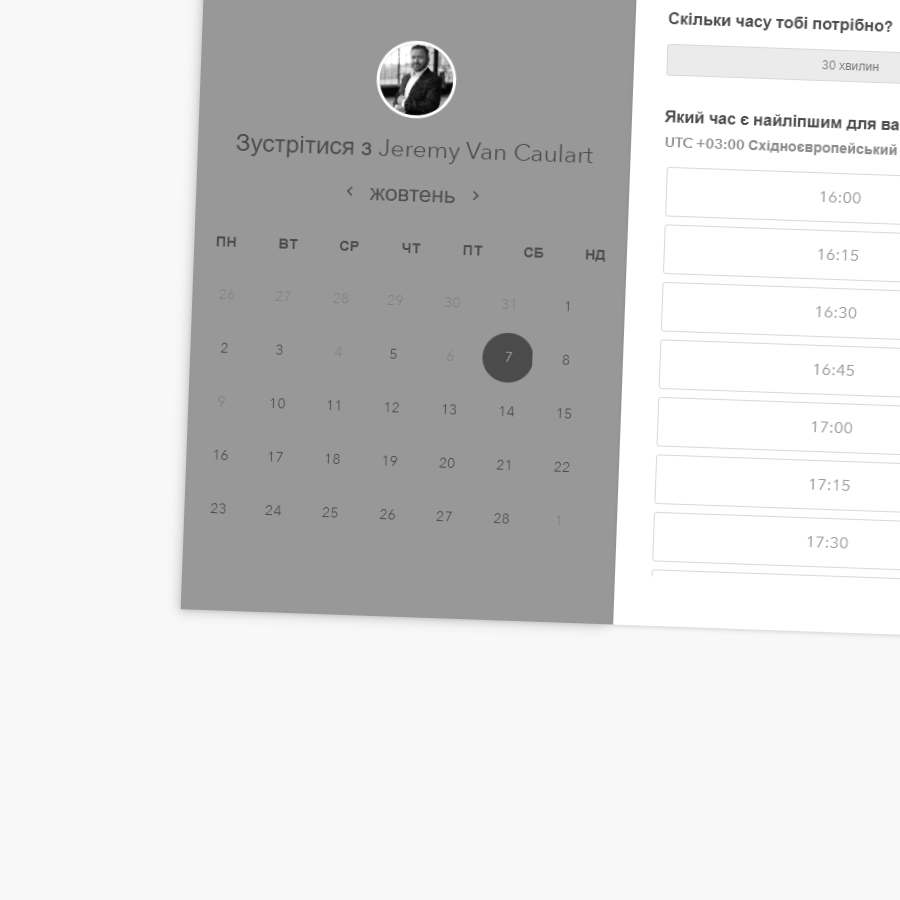 Зустрітися з Jeremy Van Caulart
‹ жовтень ›
ПН ВТ СР ЧТ ПТ СБ НД
26 27 28 29 30 31 1
2 3 4 5 6 7 8
9 10 11 12 13 14 15
16 17 18 19 20 21 22
23 24 25 26 27 28 1
Скільки часу тобі потрібно?
30 хвилин
Який час є найліпшим для ва
UTC +03:00 Східноєвропейський
16:00
16:15
16:30
16:45
17:00
17:15
17:30